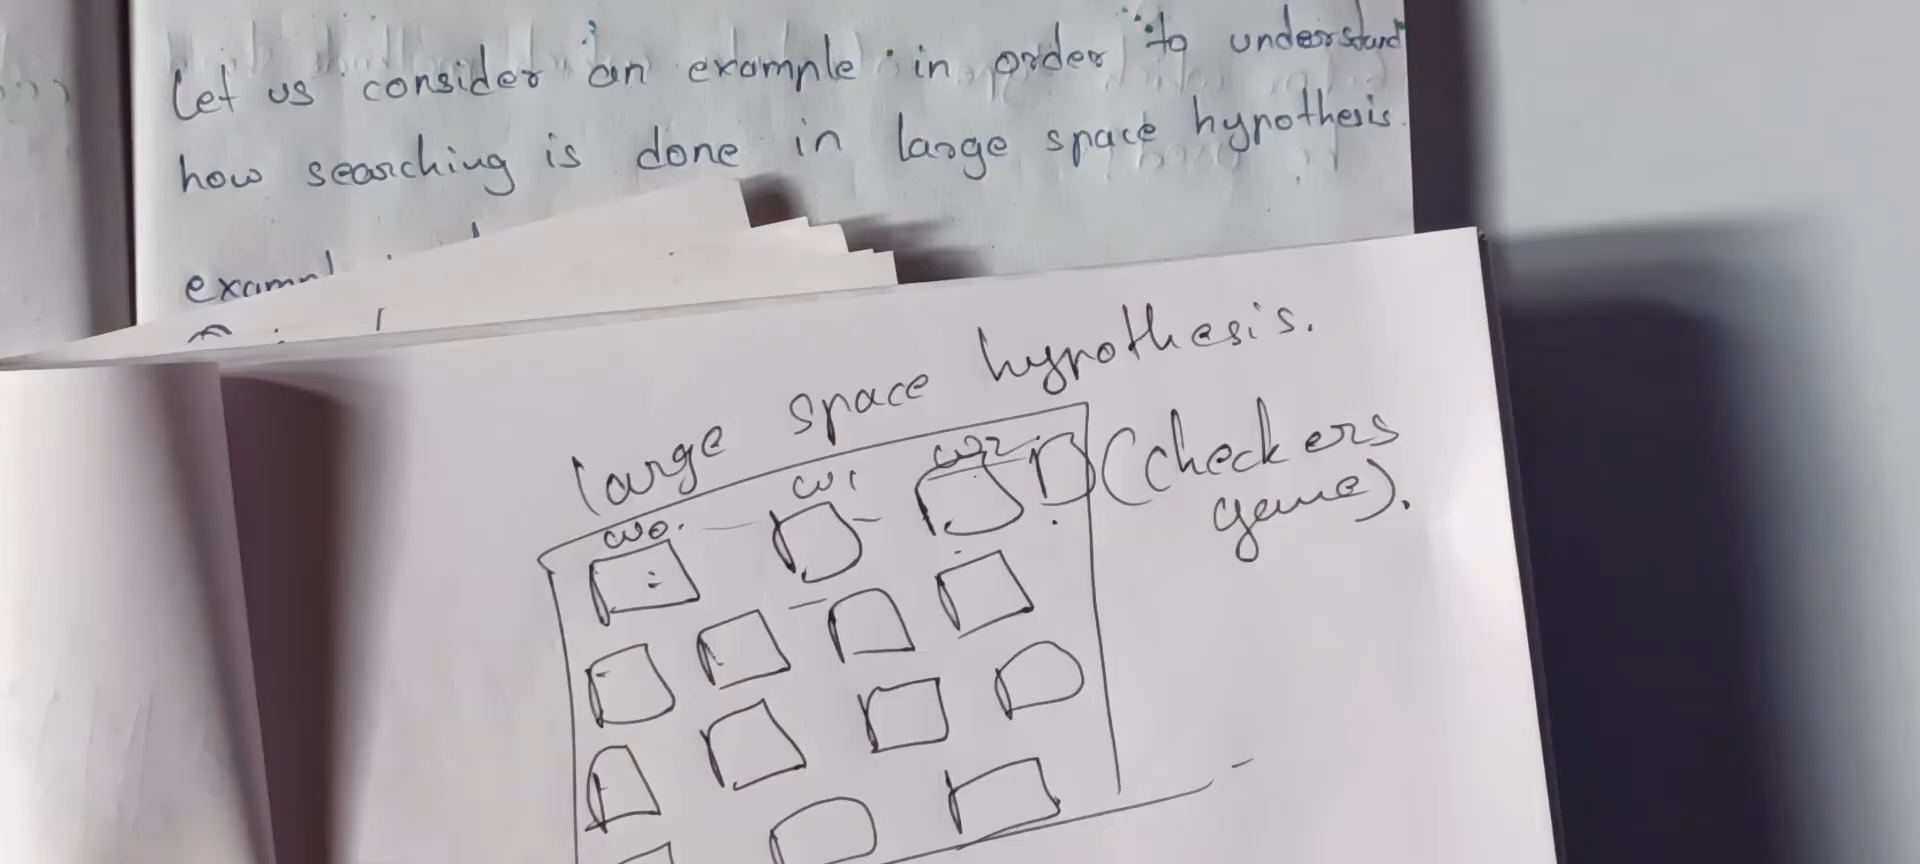 Let us consider an example in order to understand
how searching is done in large space hypothesis.
large space hypothesis.
(checkers
game).
w0.
w1
w2